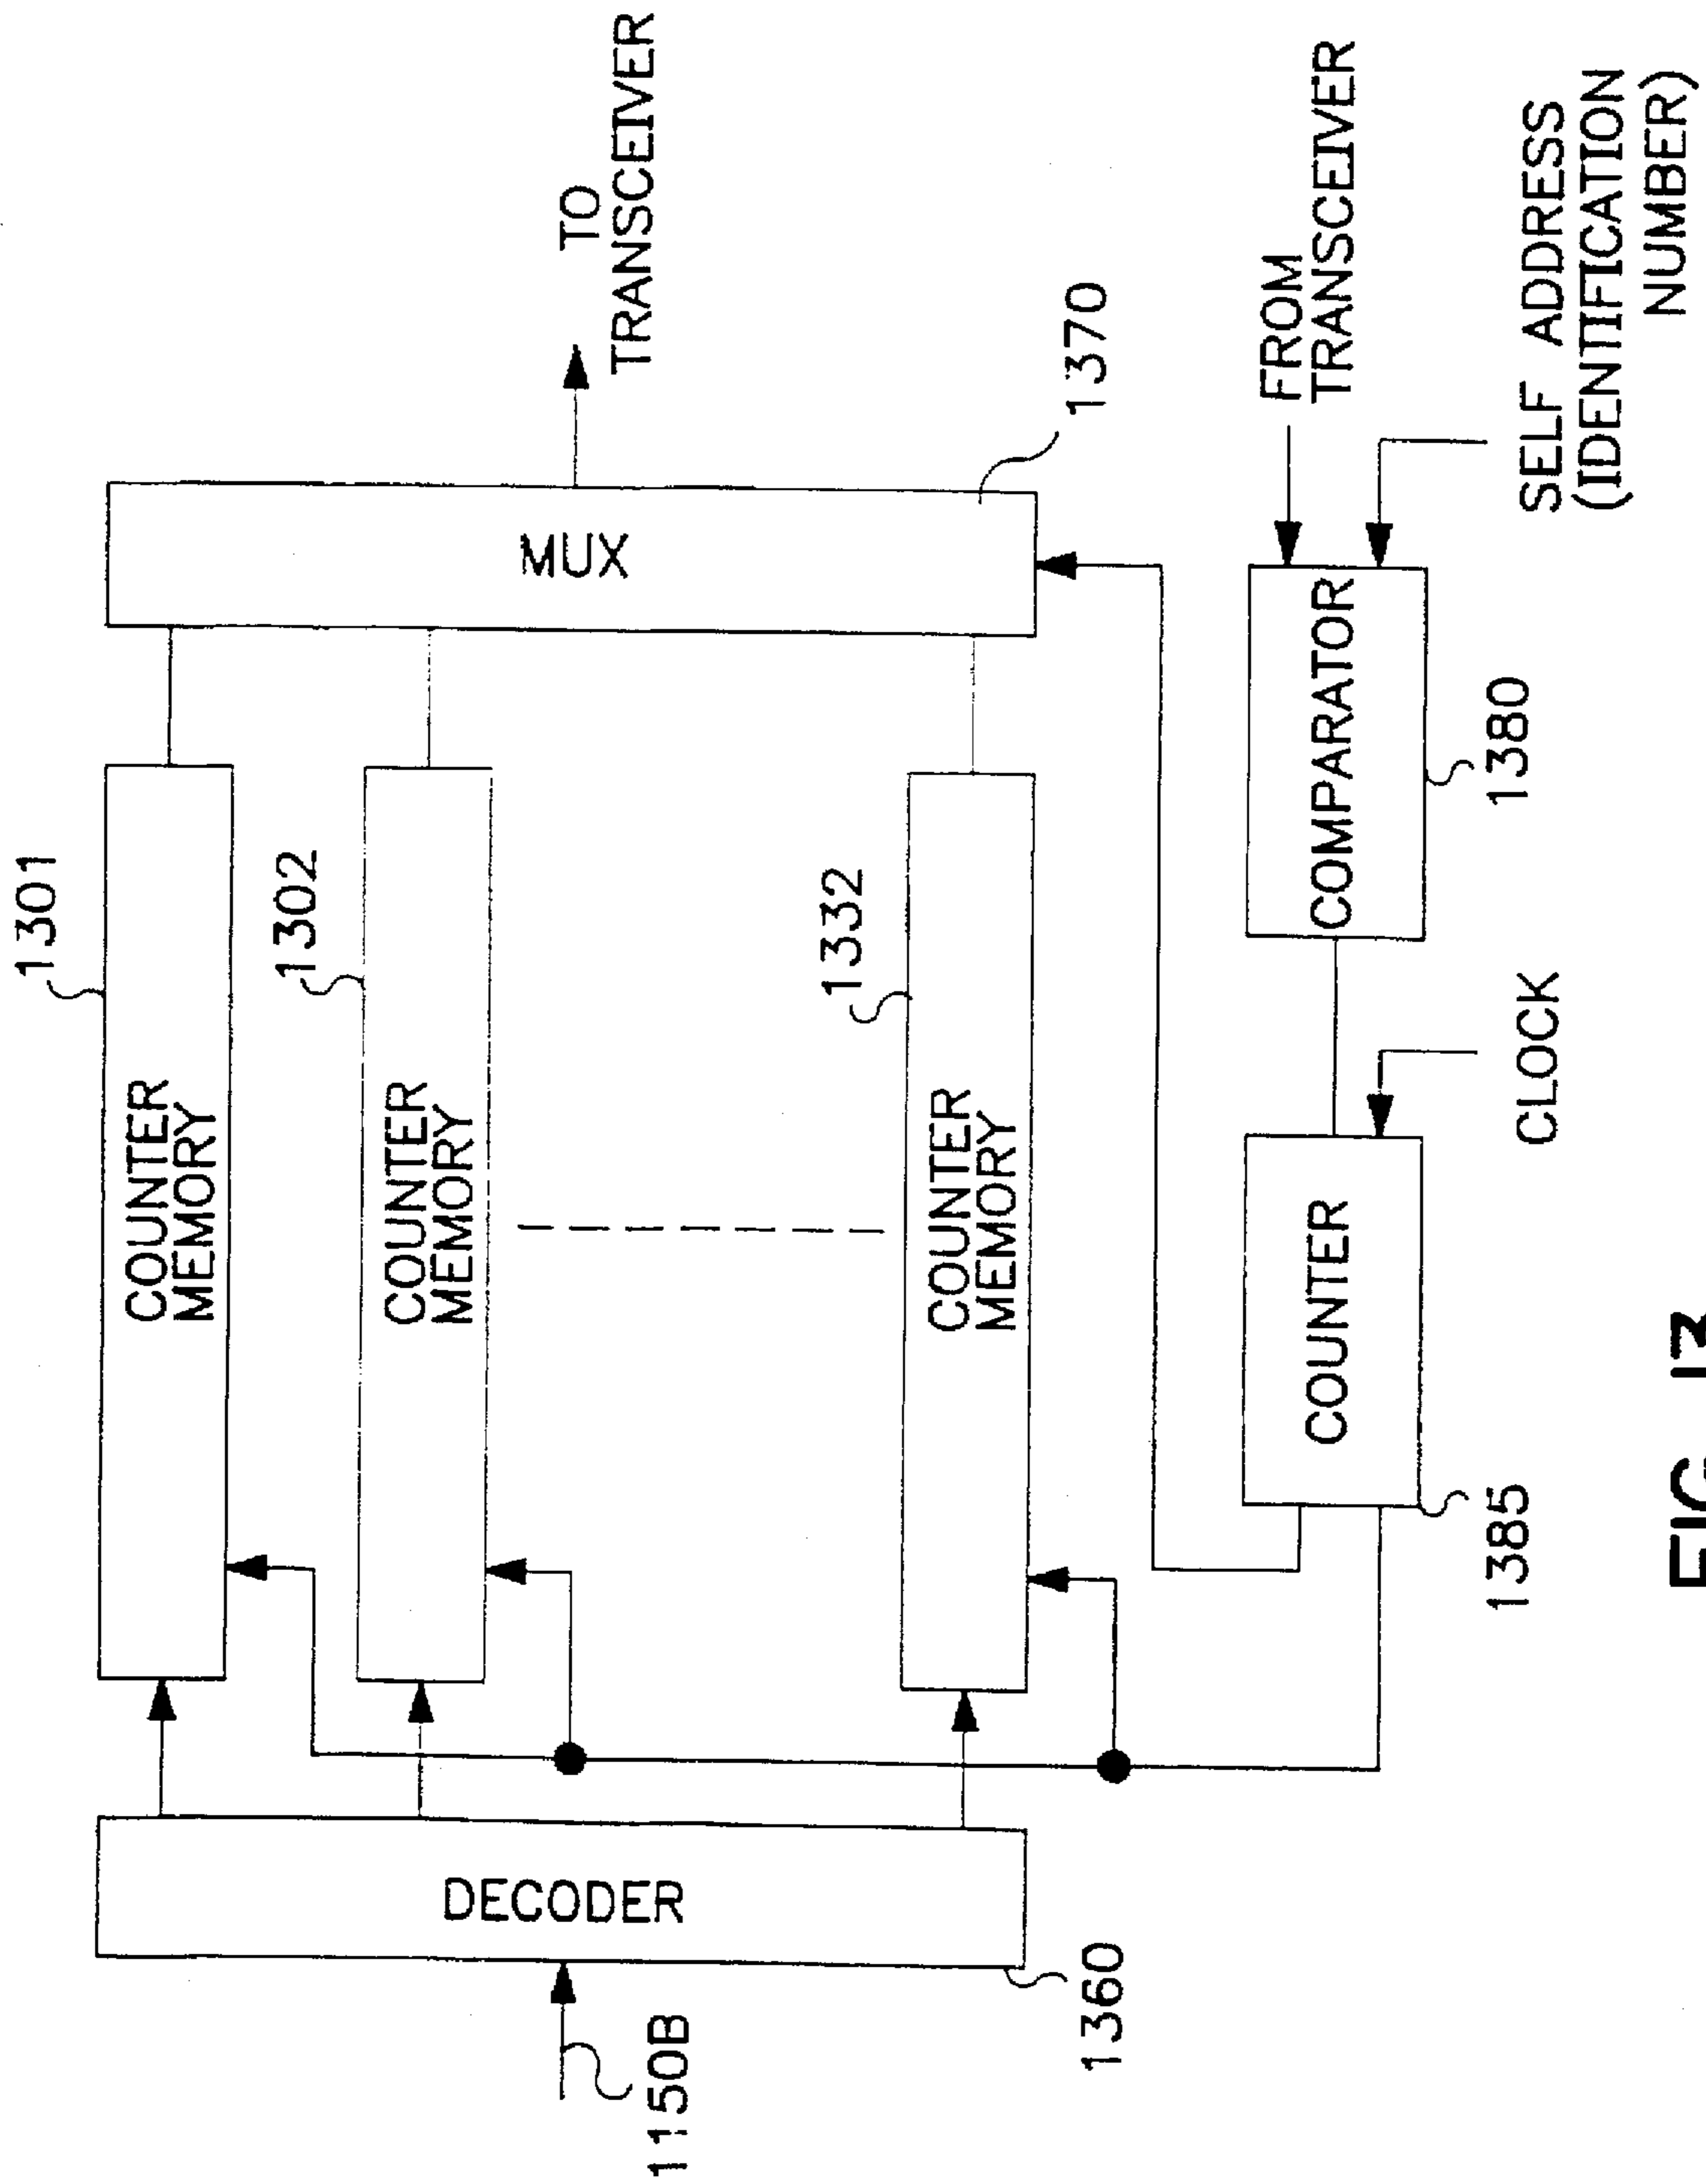 1301
COUNTER
MEMORY
1302
COUNTER
MEMORY
1332
COUNTER
MEMORY
1150B
DECODER
1360
MUX
1370
TO
TRANSCEIVER
FROM
TRANSCEIVER
COMPARATOR
1380
SELF ADDRESS
(IDENTIFICATION
NUMBER)
COUNTER
1385
CLOCK
FIG. 13